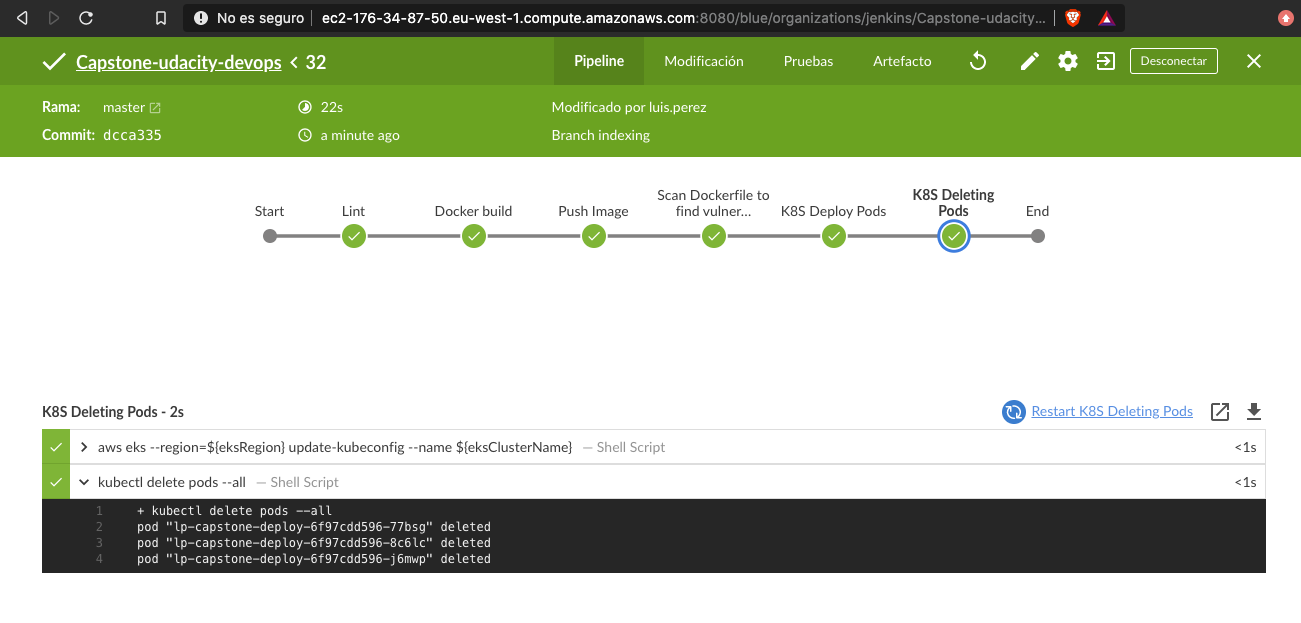 No es seguro ec2-176-34-87-50.eu-west-1.compute.amazonaws.com:8080/blue/organizations/jenkins/Capstone-udacity...
Capstone-udacity-devops < 32 Pipeline Modificación Pruebas Artefacto Desconectar
Rama: master 22s Modificado por luis.perez
Commit: dcca335 a minute ago Branch indexing
Scan Dockerfile to K8S Deleting
Start Lint Docker build Push Image find vulner... K8S Deploy Pods Pods End
K8S Deleting Pods - 2s Restart K8S Deleting Pods
aws eks --region=${eksRegion} update-kubeconfig --name ${eksClusterName} — Shell Script <1s
kubectl delete pods --all — Shell Script <1s
1 + kubectl delete pods --all
2 pod "lp-capstone-deploy-6f97cdd596-77bsg" deleted
3 pod "lp-capstone-deploy-6f97cdd596-8c6lc" deleted
4 pod "lp-capstone-deploy-6f97cdd596-j6mwp" deleted